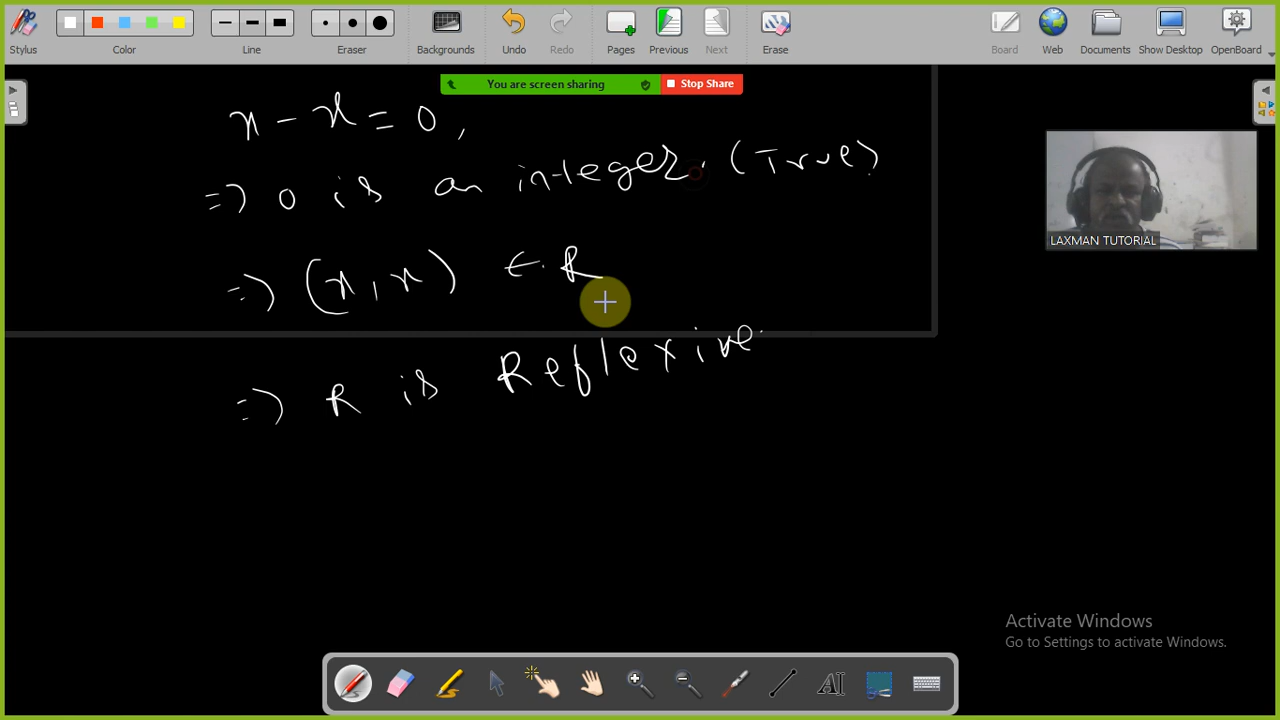 Stylus Color Line Eraser Backgrounds Undo Redo Pages Previous Next Erase Board Web Documents Show Desktop OpenBoard
You are screen sharing Stop Share
x - x = 0,
=> 0 is an integer. (True)
=> (x, x) ∈ R
=> R is Reflexive.
LAXMAN TUTORIAL
Activate Windows
Go to Settings to activate Windows.
AI